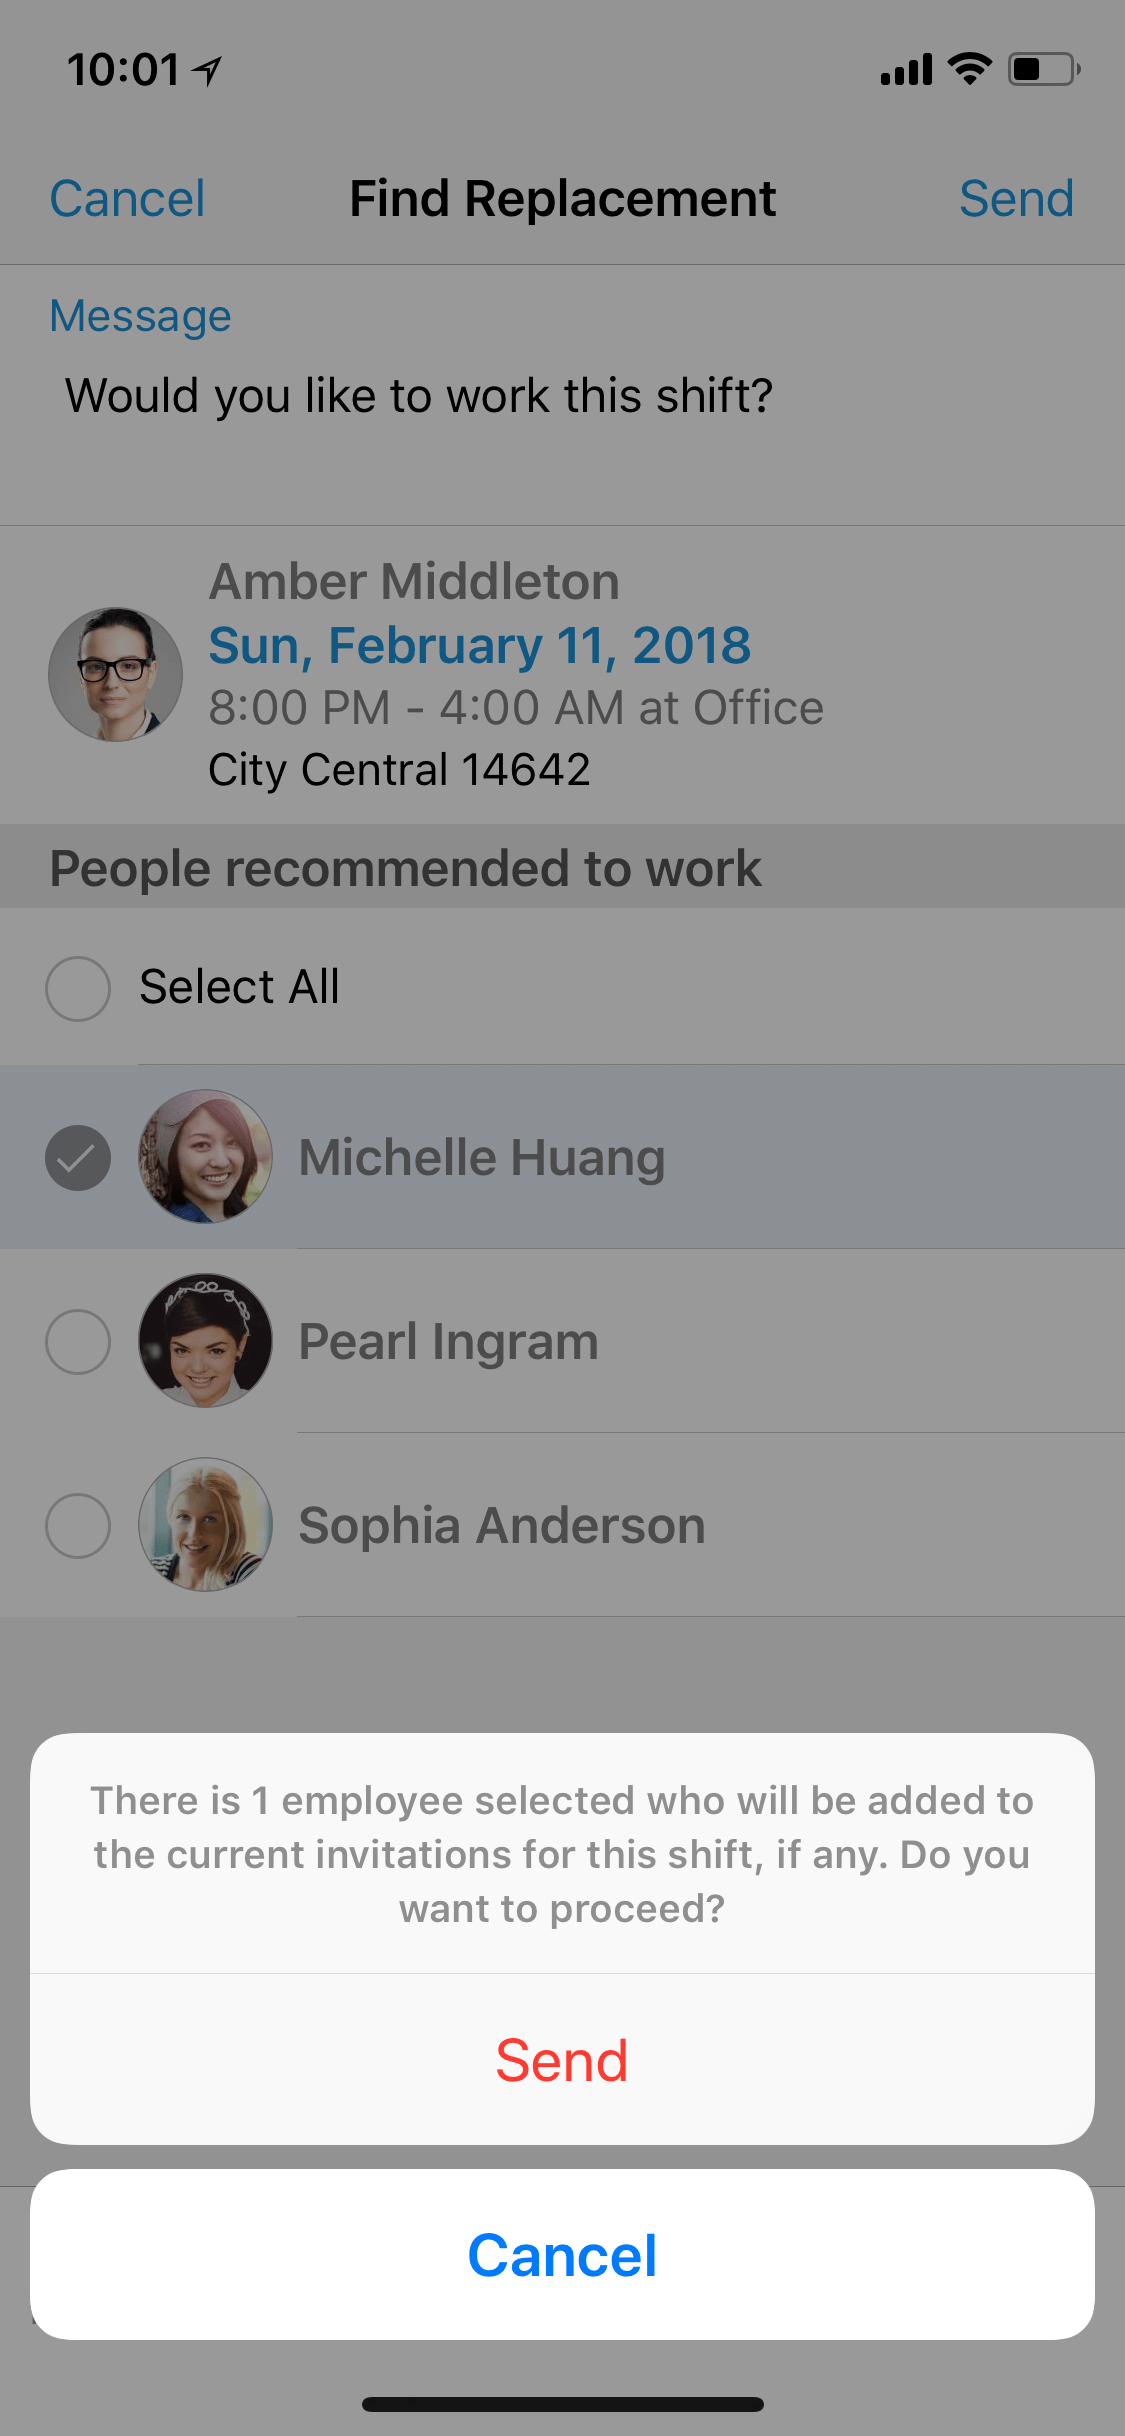 10:01
Cancel
Find Replacement
Send
Message
Would you like to work this shift?
Amber Middleton
Sun, February 11, 2018
8:00 PM - 4:00 AM at Office
City Central 14642
People recommended to work
Select All
Michelle Huang
Pearl Ingram
Sophia Anderson
There is 1 employee selected who will be added to
the current invitations for this shift, if any. Do you
want to proceed?
Send
Cancel